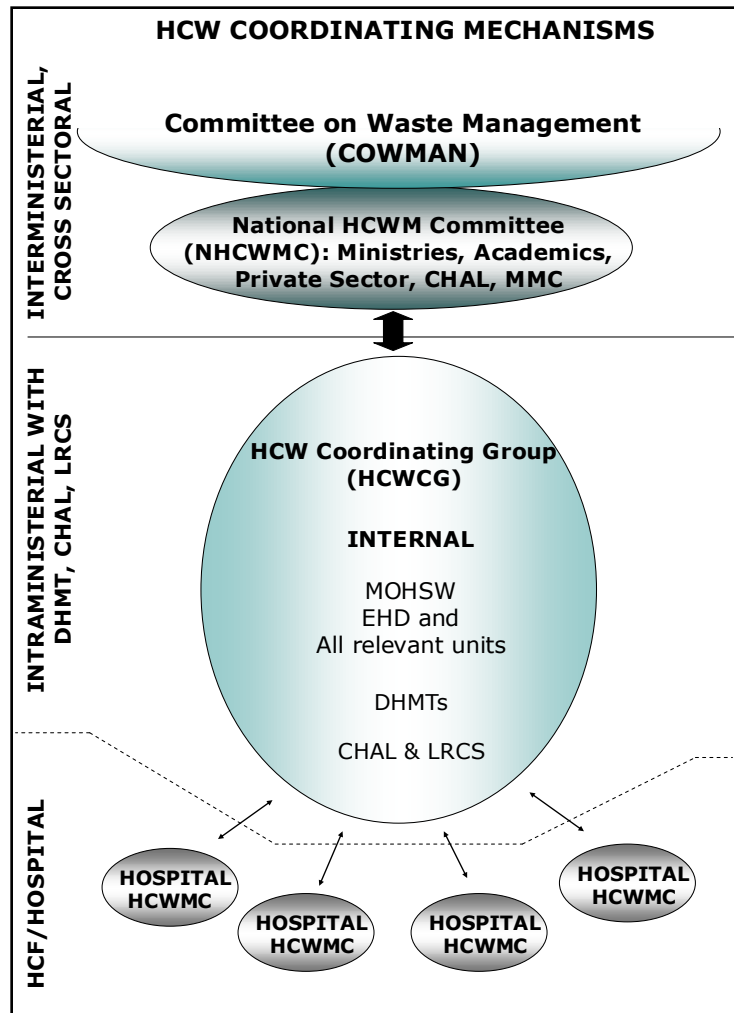 HCW COORDINATING MECHANISMS
INTERMINISTERIAL,
CROSS SECTORAL
Committee on Waste Management
(COWMAN)
National HCWM Committee
(NHCWMC): Ministries, Academics,
Private Sector, CHAL, MMC
INTRAMINISTERIAL WITH
DHMT, CHAL, LRCS
HCW Coordinating Group
(HCWCG)
INTERNAL
MOHSW
EHD and
All relevant units
DHMTs
CHAL & LRCS
HCF/HOSPITAL
HOSPITAL
HCWMC
HOSPITAL
HCWMC
HOSPITAL
HCWMC
HOSPITAL
HCWMC